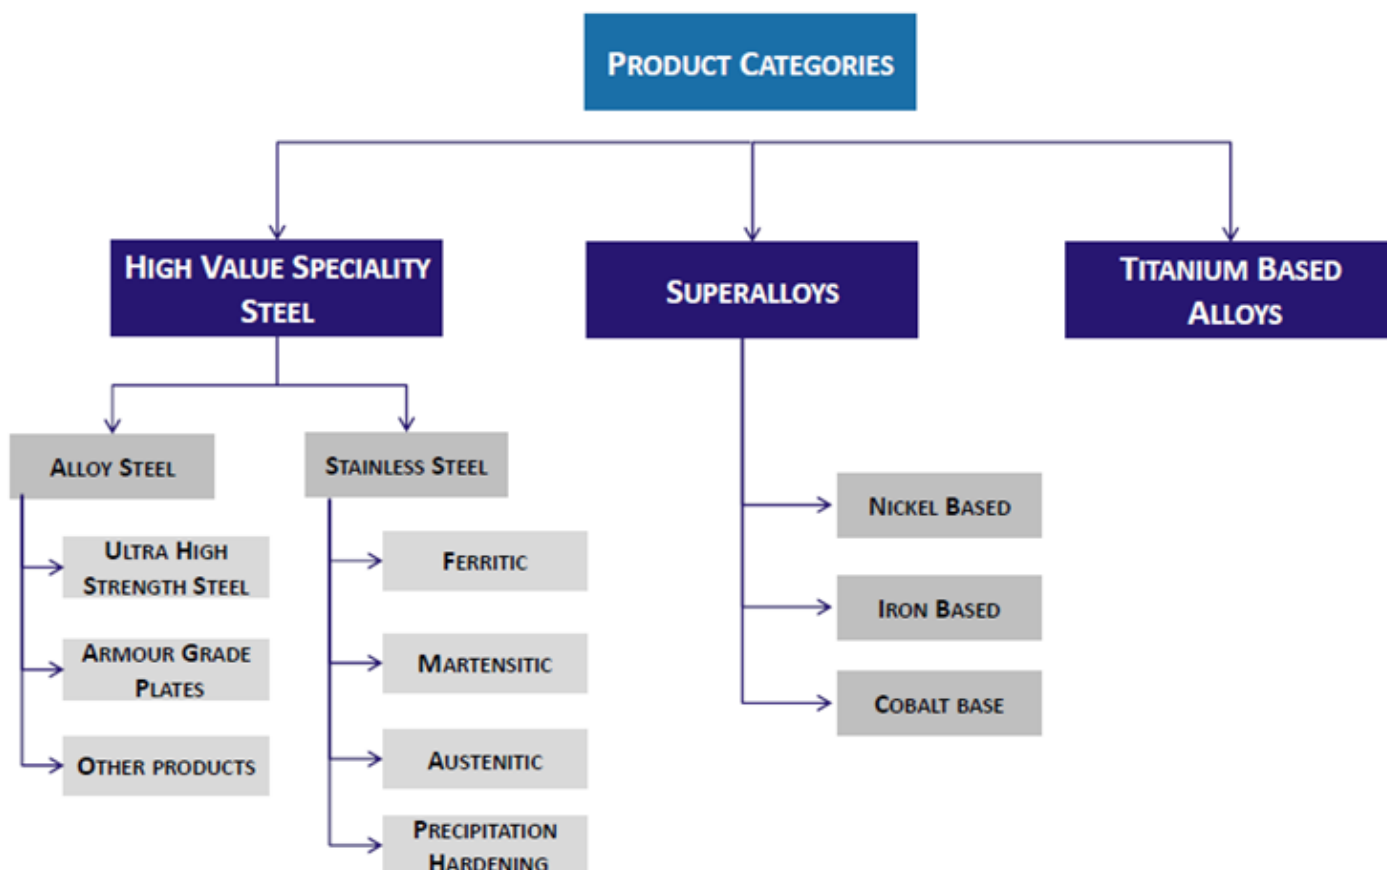 Product Categories
High Value Speciality
Steel
Superalloys
Titanium Based
Alloys
Alloy Steel
Stainless Steel
Ultra High
Strength Steel
Armour Grade
Plates
Other products
Ferritic
Martensitic
Austenitic
Precipitation
Hardening
Nickel Based
Iron Based
Cobalt base